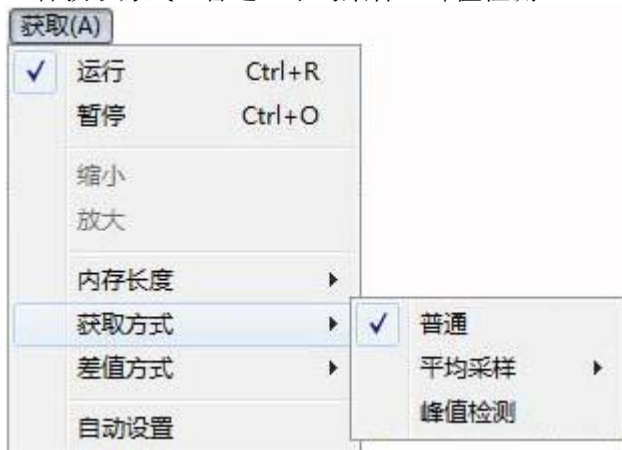 获取(A)
运行 Ctrl+R
暂停 Ctrl+O
缩小
放大
内存长度
获取方式
普通
差值方式
平均采样
峰值检测
自动设置